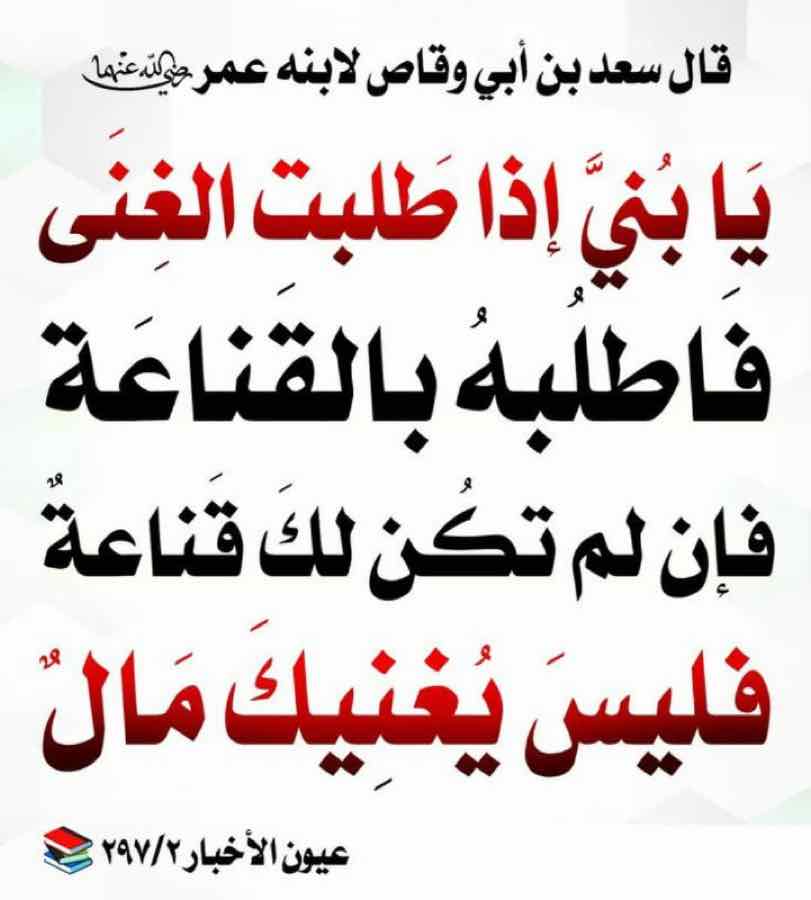 قال سعد بن أبي وقاص لابنه عمر رضي الله عنهما
يَا بُنيَّ إذا طَلبت الغِنَى
فَاطلُبهُ بالقَناعَة
فإن لم تكُن لكَ قَناعةٌ
فليسَ يُغنِيكَ مَالٌ
عيون الأخبار ٢٩٧/٢